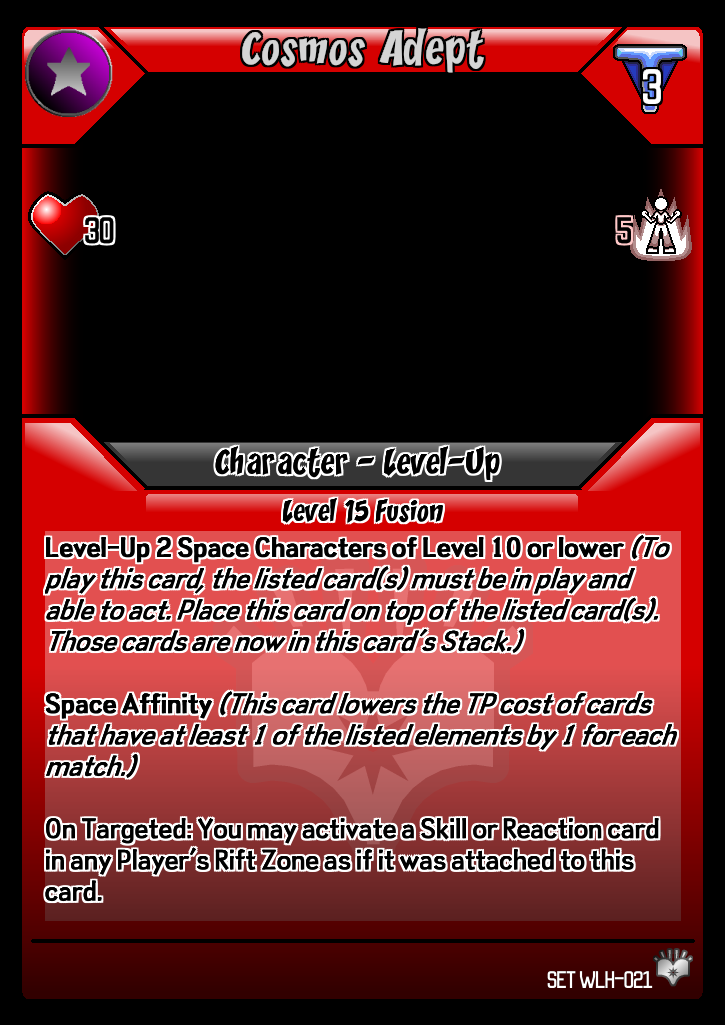 Cosmos Adept
3
30
5
Character - Level-Up
Level 15 Fusion
Level-Up 2 Space Characters of Level 10 or lower (To
play this card, the listed card(s) must be in play and
able to act. Place this card on top of the listed card(s).
Those cards are now in this card's Stack.)
Space Affinity (This card lowers the TP cost of cards
that have at least 1 of the listed elements by 1 for each
match.)
On Targeted: You may activate a Skill or Reaction card
in any Player's Rift Zone as if it was attached to this
card.
SET WLH-021